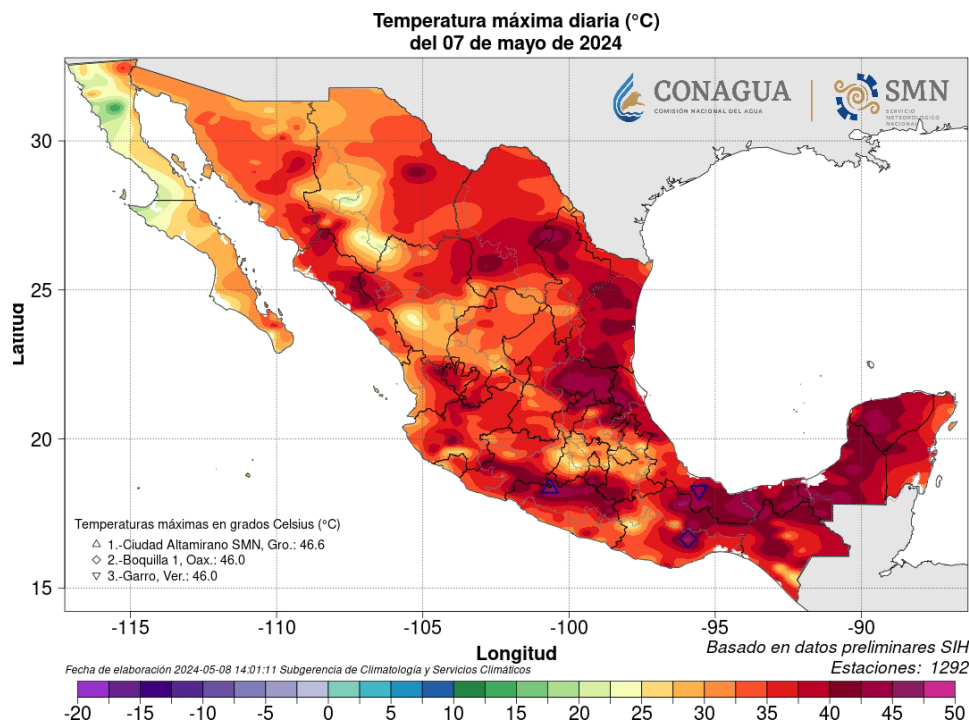 Temperatura máxima diaria (°C)
del 07 de mayo de 2024
CONAGUA
COMISIÓN NACIONAL DEL AGUA
SMN
SERVICIO
METEOROLÓGICO
NACIONAL
30
25
20
15
Latitud
Temperaturas máximas en grados Celsius (°C)
1.-Ciudad Altamirano SMN, Gro.: 46.6
2.-Boquilla 1, Oax.: 46.0
3.-Garro, Ver.: 46.0
-115 -110 -105 -100 -95 -90
Longitud
Basado en datos preliminares SIH
Fecha de elaboración 2024-05-08 14:01:11 Subgerencia de Climatología y Servicios Climáticos
Estaciones: 1292
-20 -15 -10 -5 0 5 10 15 20 25 30 35 40 45 50